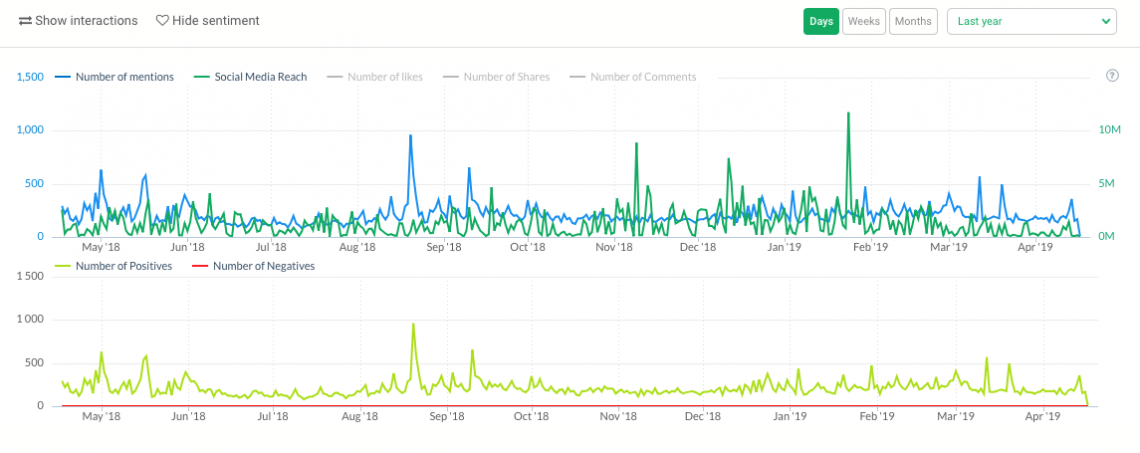 Show interactions Hide sentiment Days Weeks Months Last year
1,500 Number of mentions Social Media Reach Number of likes Number of Shares Number of Comments ?
1,000 10M
500 5M
0 0M
May '18 Jun '18 Jul '18 Aug '18 Sep '18 Oct '18 Nov '18 Dec '18 Jan '19 Feb '19 Mar '19 Apr '19
Number of Positives Number of Negatives
1 500
1 000
500
0
May '18 Jun '18 Jul '18 Aug '18 Sep '18 Oct '18 Nov '18 Dec '18 Jan '19 Feb '19 Mar '19 Apr '19